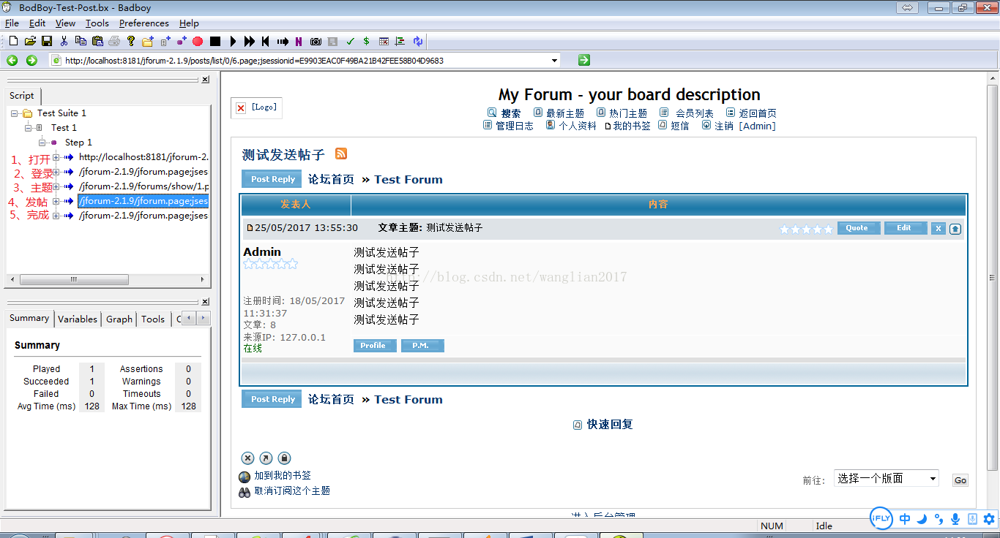 BodBoy-Test-Post.bx - Badboy
File Edit View Tools Preferences Help
http://localhost:8181/jforum-2.1.9/posts/list/0/6.page;jsessionid=E9903EAC0F49BA21B42FEE58B04D9683
Script
Test Suite 1
Test 1
Step 1
1、打开 http://localhost:8181/jforum-2.
2、登录 /jforum-2.1.9/jforum.page;jses
3、主题 /jforum-2.1.9/forums/show/1.p
4、发帖 /jforum-2.1.9/jforum.page;jses
5、完成 /jforum-2.1.9/jforum.page;jses
Summary Variables Graph Tools C
Summary
Played 1 Assertions 0
Succeeded 1 Warnings 0
Failed 0 Timeouts 0
Avg Time (ms) 128 Max Time (ms) 128
[Logo]
My Forum - your board description
搜索 最新主题 热门主题 会员列表 返回首页
管理日志 个人资料 我的书签 短信 注销 [Admin]
测试发送帖子
Post Reply 论坛首页 » Test Forum
发表人 内容
25/05/2017 13:55:30 文章主题: 测试发送帖子 Quote Edit X
Admin
注册时间: 18/05/2017
11:31:37
文章: 8
来源IP: 127.0.0.1
在线
测试发送帖子
测试发送帖子
测试发送帖子
测试发送帖子
测试发送帖子
http://blog.csdn.net/wanglian2017
Profile P.M.
Post Reply 论坛首页 » Test Forum
快速回复
加到我的书签
取消订阅这个主题
前往: 选择一个版面 Go
进入后台管理
NUM Idle
iFLY 中